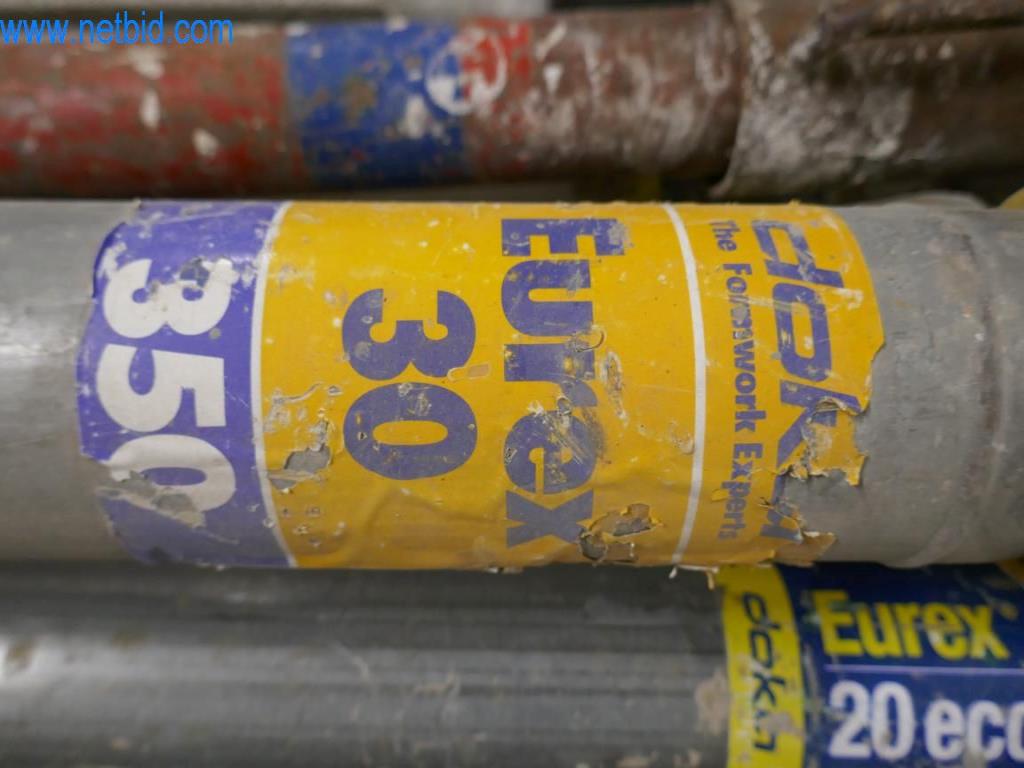 www.netbid.com
doka
The Formwork Experts
Eurex
30
350
doka
Eurex
20 eco